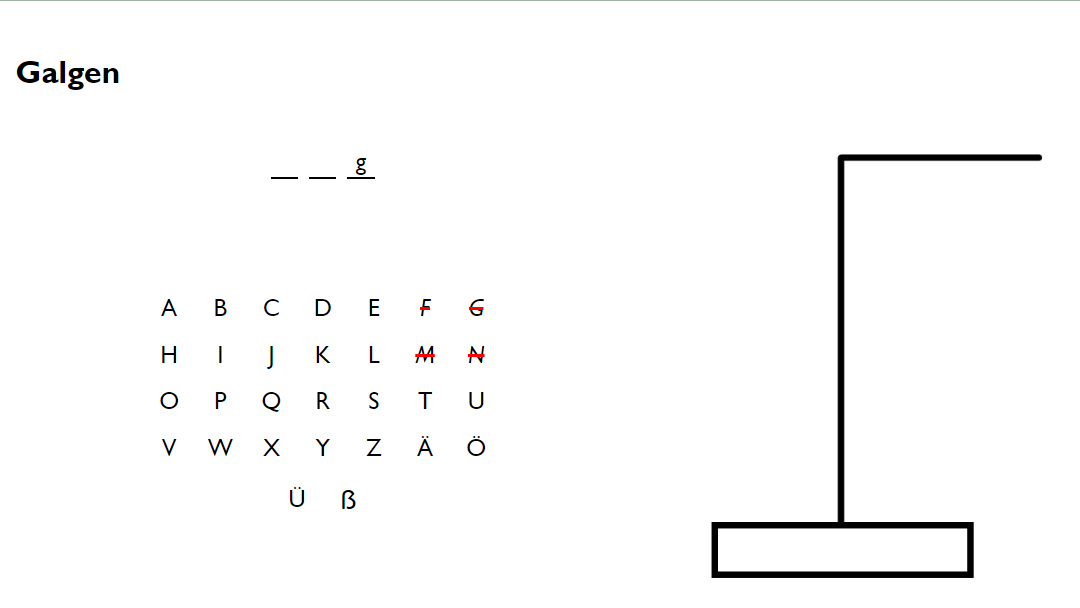 Galgen
__ __ g
A B C D E F G
H I J K L M N
O P Q R S T U
V W X Y Z Ä Ö
Ü ß